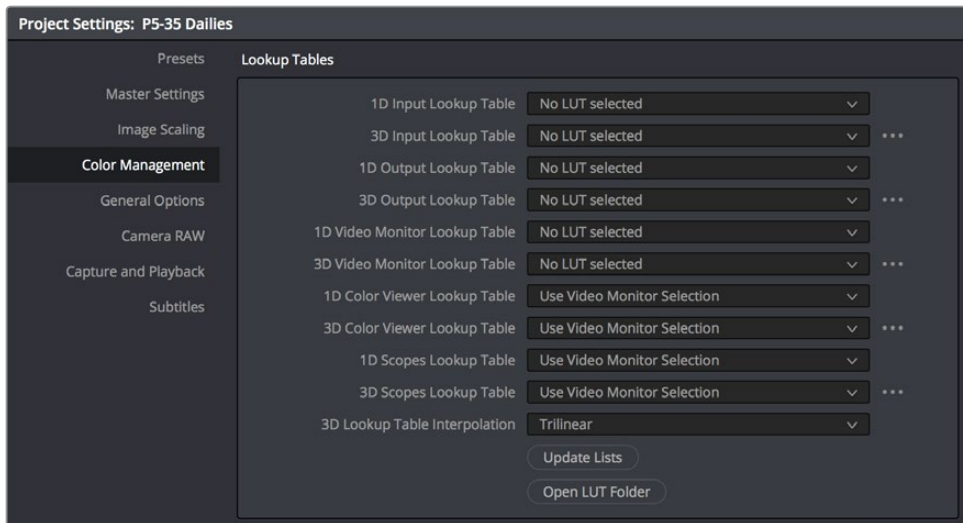 Project Settings: P5-35 Dailies
Presets
Master Settings
Image Scaling
Color Management
General Options
Camera RAW
Capture and Playback
Subtitles
Lookup Tables
1D Input Lookup Table No LUT selected
3D Input Lookup Table No LUT selected
1D Output Lookup Table No LUT selected
3D Output Lookup Table No LUT selected
1D Video Monitor Lookup Table No LUT selected
3D Video Monitor Lookup Table No LUT selected
1D Color Viewer Lookup Table Use Video Monitor Selection
3D Color Viewer Lookup Table Use Video Monitor Selection
1D Scopes Lookup Table Use Video Monitor Selection
3D Scopes Lookup Table Use Video Monitor Selection
3D Lookup Table Interpolation Trilinear
Update Lists
Open LUT Folder